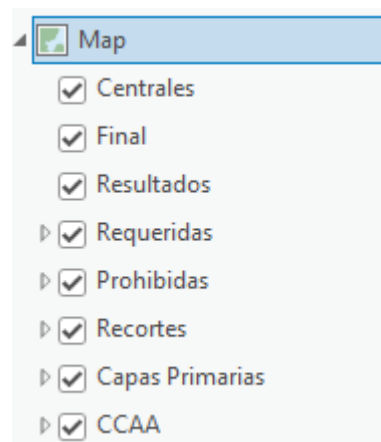 Map
Centrales
Final
Resultados
Requeridas
Prohibidas
Recortes
Capas Primarias
CCAA